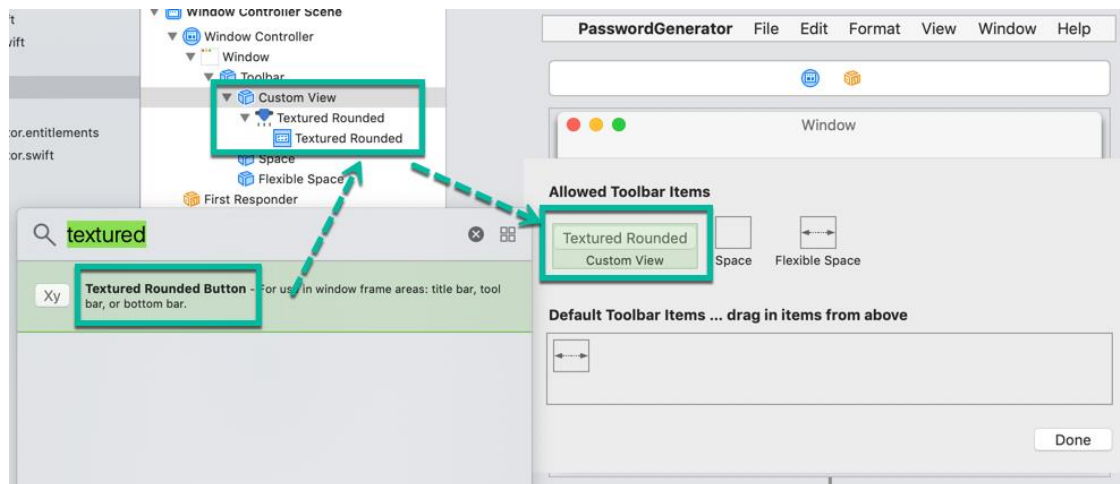 t
vift
or.entitlements
or.swift
Window Controller Scene
Window Controller
Window
Toolbar
Custom View
Textured Rounded
Textured Rounded
Space
Flexible Space
First Responder
textured
Xy
Textured Rounded Button - For use in window frame areas: title bar, tool
bar, or bottom bar.
PasswordGenerator File Edit Format View Window Help
Window
Allowed Toolbar Items
Textured Rounded
Custom View
Space
Flexible Space
Default Toolbar Items ... drag in items from above
Done